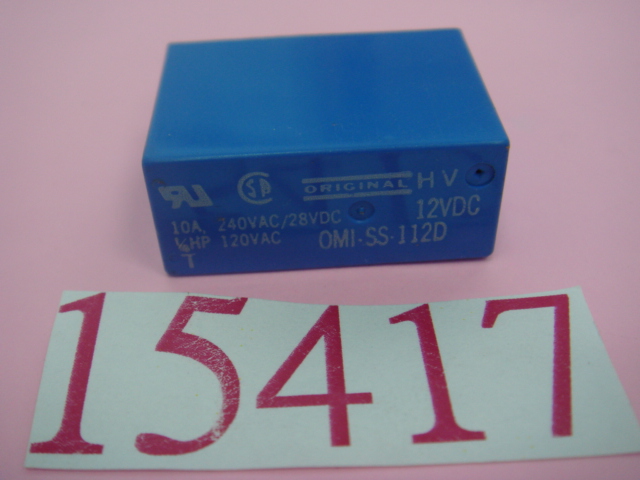 ORIGINAL HV
10A, 240VAC/28VDC 12VDC
HP 120VAC OMI-SS-112D
T
15417